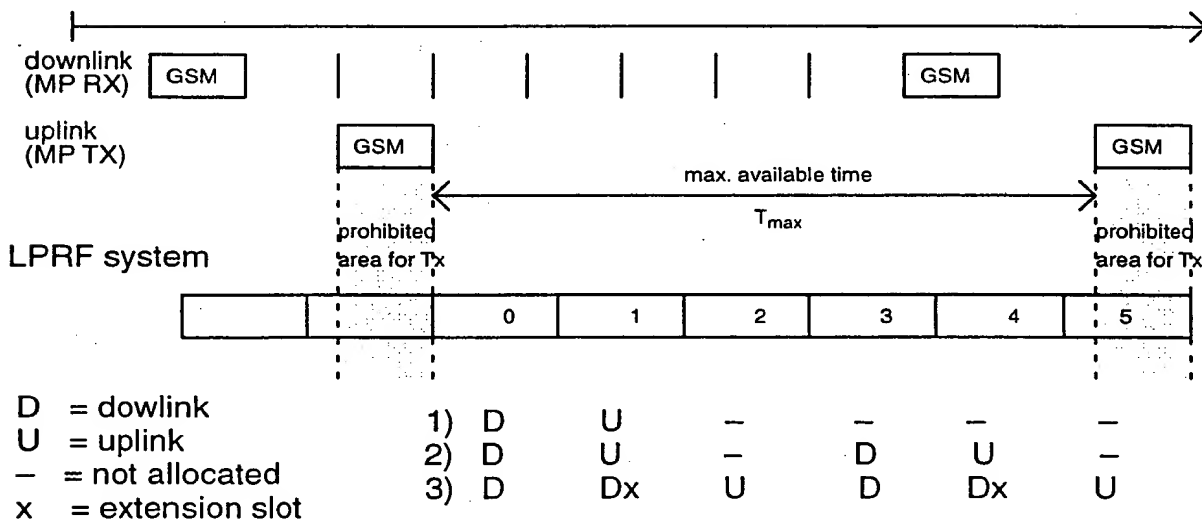 downlink
(MP RX)
GSM
GSM
uplink
(MP TX)
GSM
GSM
max. available time
Tmax
prohibited
area for Tx
prohibited
area for Tx
LPRF system
0 1 2 3 4 5
D = dowlink
U = uplink
– = not allocated
x = extension slot
1) D U – – – –
2) D U – D U –
3) D Dx U D Dx U